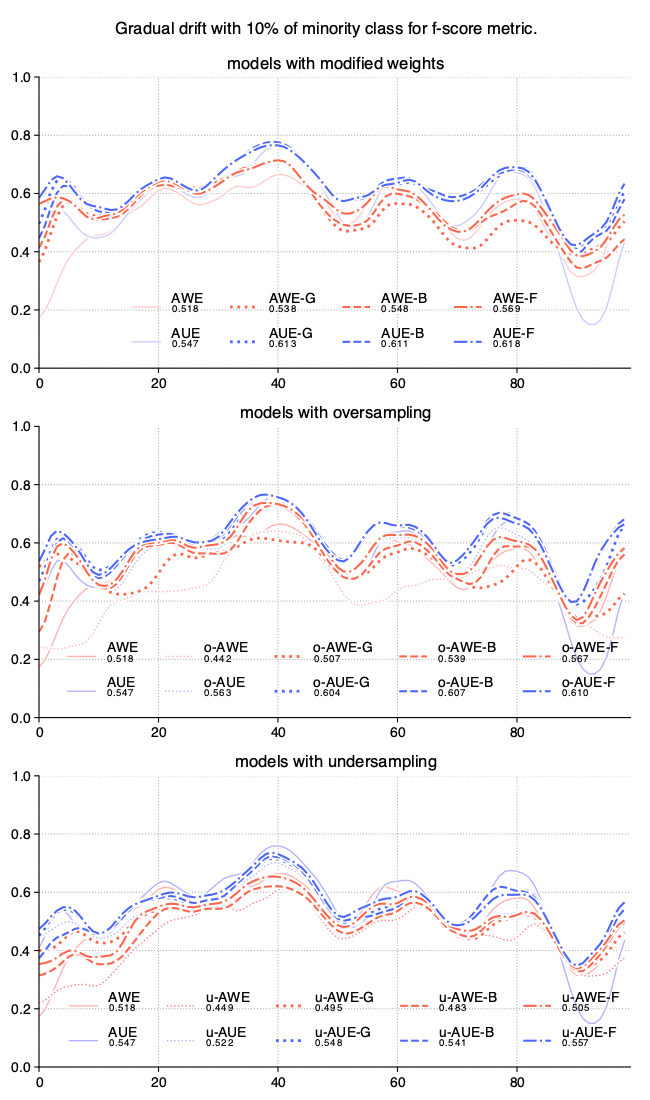 Gradual drift with 10% of minority class for f-score metric.
models with modified weights
1.0
0.8
0.6
0.4
0.2
0.0
AWE AWE-G AWE-B AWE-F
0.518 0.538 0.548 0.569
AUE AUE-G AUE-B AUE-F
0.547 0.613 0.611 0.618
0 20 40 60 80
models with oversampling
1.0
0.8
0.6
0.4
0.2
0.0
AWE o-AWE o-AWE-G o-AWE-B o-AWE-F
0.518 0.442 0.507 0.539 0.567
AUE o-AUE o-AUE-G o-AUE-B o-AUE-F
0.547 0.563 0.604 0.607 0.610
0 20 40 60 80
models with undersampling
1.0
0.8
0.6
0.4
0.2
0.0
AWE u-AWE u-AWE-G u-AWE-B u-AWE-F
0.518 0.449 0.495 0.483 0.505
AUE u-AUE u-AUE-G u-AUE-B u-AUE-F
0.547 0.522 0.548 0.541 0.557
0 20 40 60 80